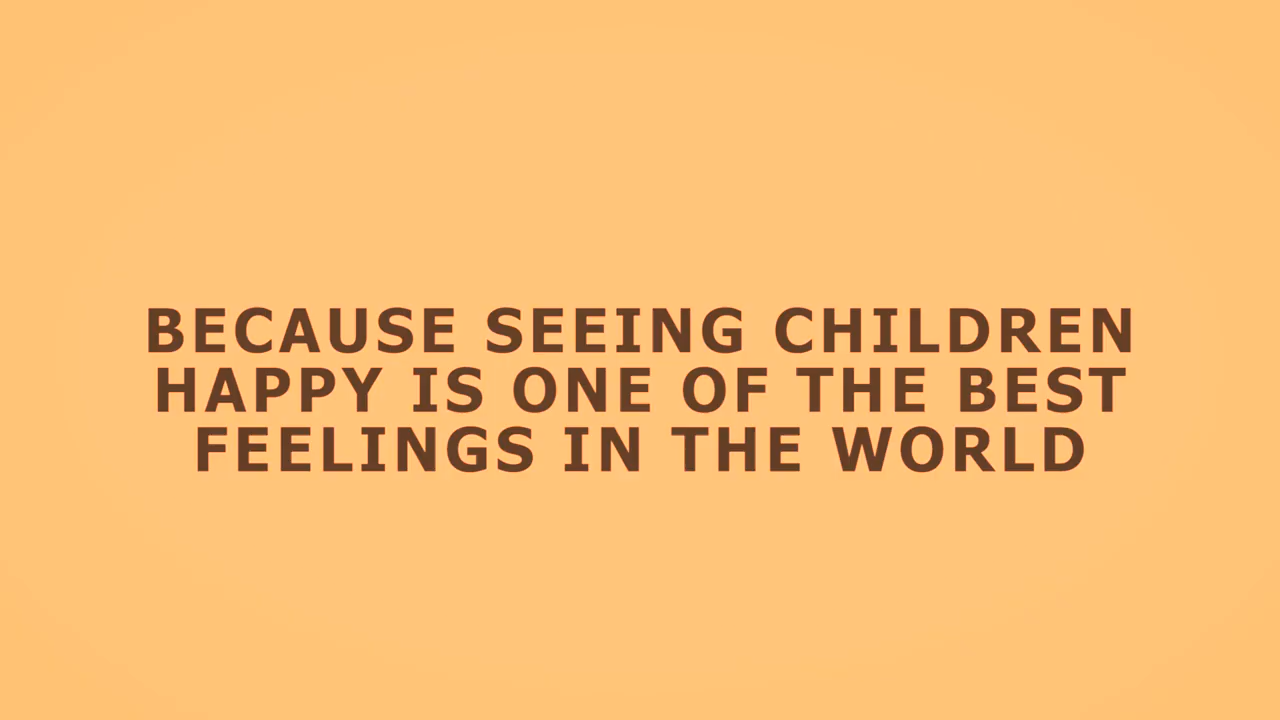 BECAUSE SEEING CHILDREN
HAPPY IS ONE OF THE BEST
FEELINGS IN THE WORLD